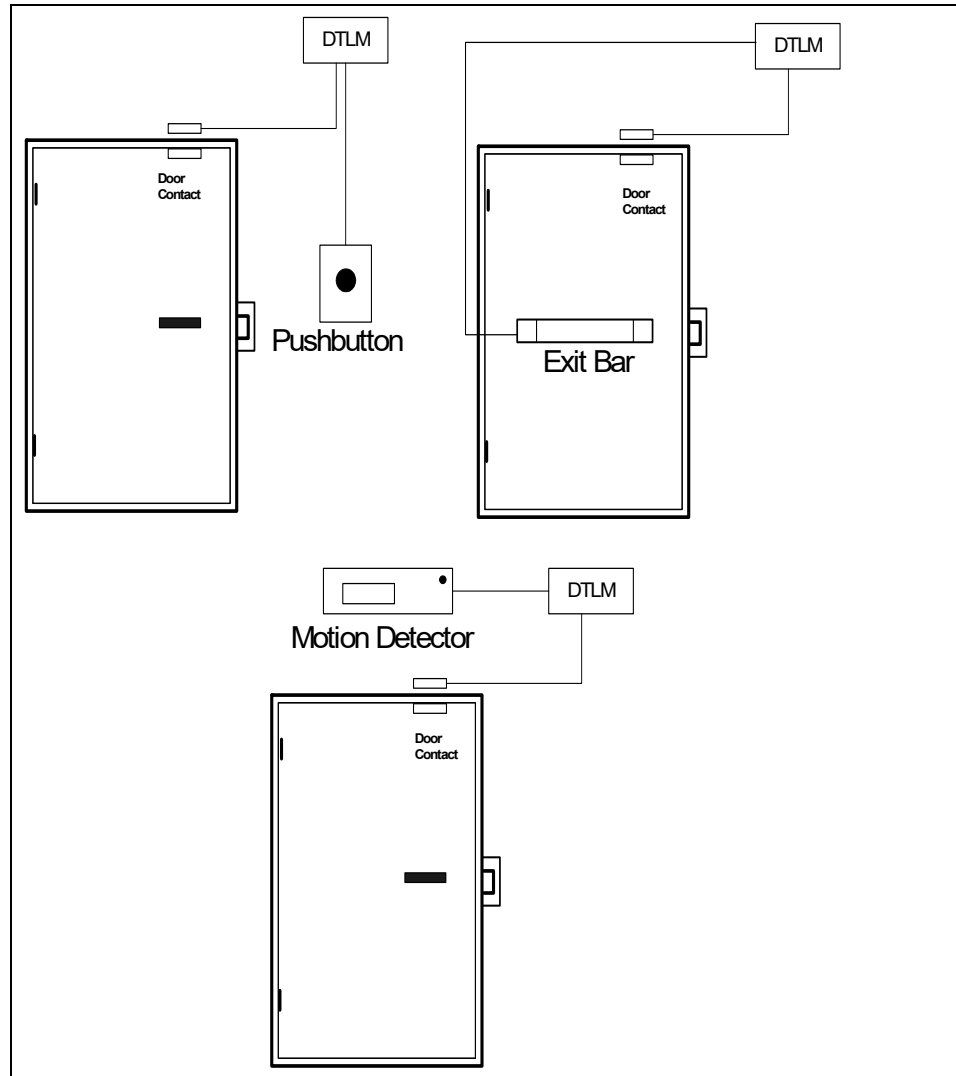 DTLM
Door
Contact
Pushbutton
DTLM
Door
Contact
Exit Bar
DTLM
Motion Detector
Door
Contact